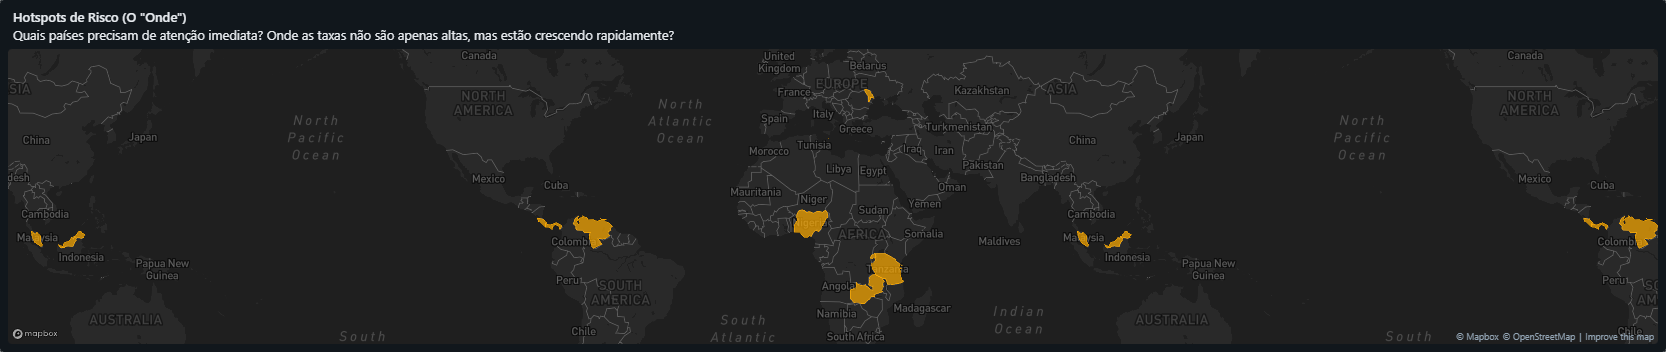 Hotspots de Risco (O "Onde")
Quais países precisam de atenção imediata? Onde as taxas não são apenas altas, mas estão crescendo rapidamente?
Canada
United Kingdom
Belarus
Canada
SIA
NORTH AMERICA
France
EUROPE
Kazakhstan
ASIA
NORTH AMERICA
North Pacific Ocean
North Atlantic Ocean
Spain
Italy
Greece
Turkmenistan
North Pacific Ocean
China
Japan
Morocco
Tunisia
Iraq
Iran
China
Japan
Mexico
Cuba
Libya
Egypt
Pakistan
Bangladesh
Mexico
Cuba
desh
Mauritania
Niger
Oman
Cambodia
Sudan
Yemen
Cambodia
Nigeria
Malaysia
Colombia
AFRICA
Somalia
Maldives
Malaysia
Colombia
Indonesia
Papua New Guinea
Tanzania
Indonesia
Papua New Guinea
Peru
SOUTH AMERICA
Angola
Peru
SO
AM
Namibia
Madagascar
AUSTRALIA
South Atlantic
Indian Ocean
AUSTRALIA
mapbox
South
Chile
South Africa
South
Chile
© Mapbox © OpenStreetMap | Improve this map